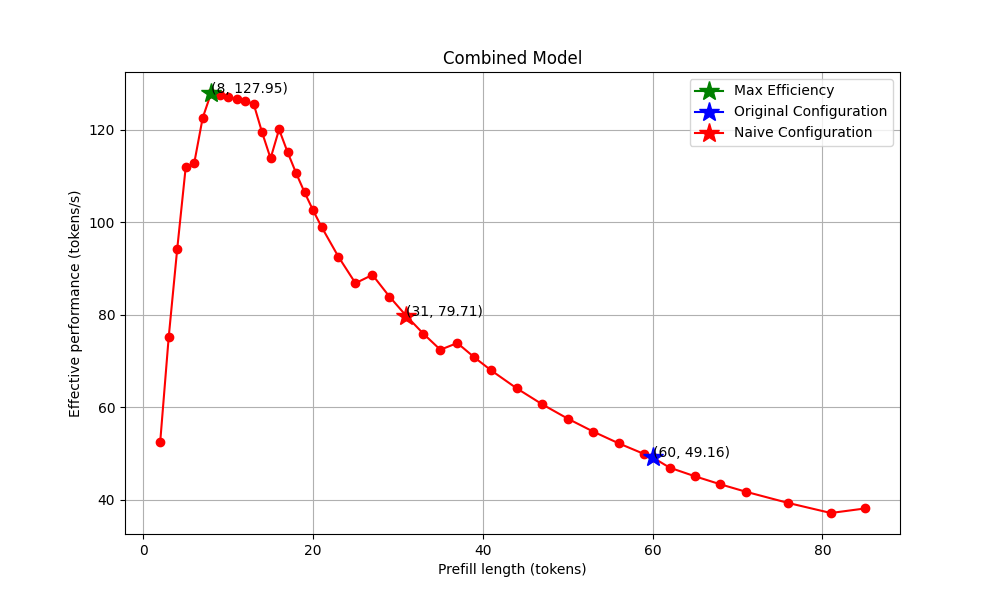 Combined Model
Effective performance (tokens/s)
120
100
80
60
40
(8, 127.95)
(31, 79.71)
(60, 49.16)
Max Efficiency
Original Configuration
Naive Configuration
0
20
40
60
80
Prefill length (tokens)